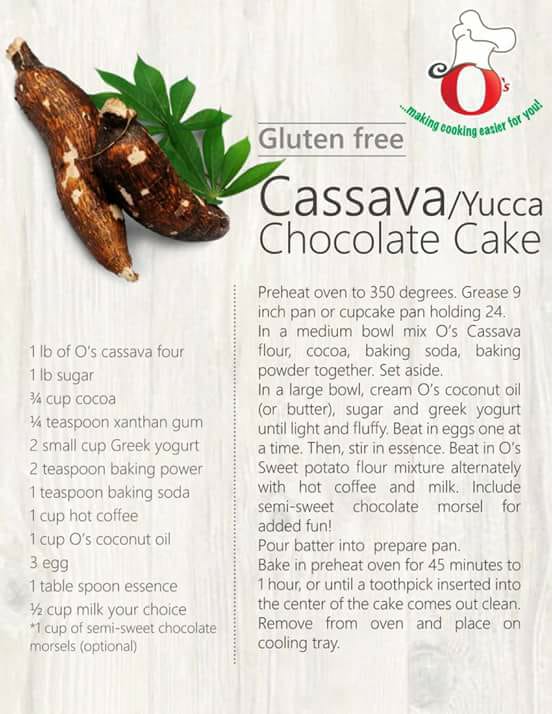 O's
...making cooking easier for you!
Gluten free
Cassava/Yucca
Chocolate Cake
1 lb of O's cassava four
1 lb sugar
¾ cup cocoa
¼ teaspoon xanthan gum
2 small cup Greek yogurt
2 teaspoon baking power
1 teaspoon baking soda
1 cup hot coffee
1 cup O's coconut oil
3 egg
1 table spoon essence
½ cup milk your choice
*1 cup of semi-sweet chocolate
morsels (optional)
Preheat oven to 350 degrees. Grease 9
inch pan or cupcake pan holding 24.
In a medium bowl mix O's Cassava
flour, cocoa, baking soda, baking
powder together. Set aside.
In a large bowl, cream O's coconut oil
(or butter), sugar and greek yogurt
until light and fluffy. Beat in eggs one at
a time. Then, stir in essence. Beat in O's
Sweet potato flour mixture alternately
with hot coffee and milk. Include
semi-sweet chocolate morsel for
added fun!
Pour batter into prepare pan.
Bake in preheat oven for 45 minutes to
1 hour, or until a toothpick inserted into
the center of the cake comes out clean.
Remove from oven and place on
cooling tray.